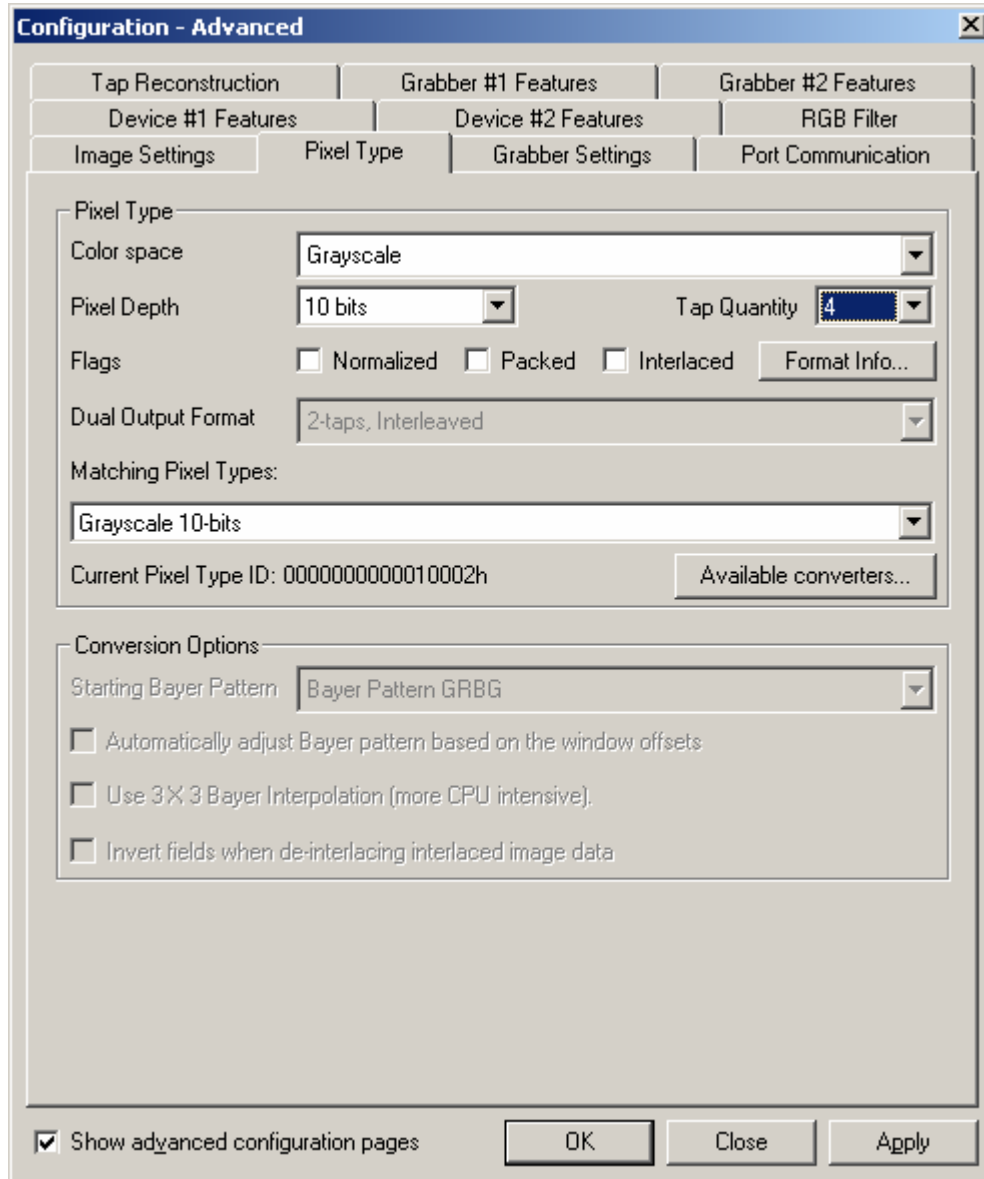 Configuration - Advanced
Tap Reconstruction Grabber #1 Features Grabber #2 Features
Device #1 Features Device #2 Features RGB Filter
Image Settings Pixel Type Grabber Settings Port Communication
Pixel Type
Color space Grayscale
Pixel Depth 10 bits Tap Quantity 4
Flags Normalized Packed Interlaced Format Info...
Dual Output Format 2-taps, Interleaved
Matching Pixel Types:
Grayscale 10-bits
Current Pixel Type ID: 0000000000010002h Available converters...
Conversion Options
Starting Bayer Pattern Bayer Pattern GRBG
Automatically adjust Bayer pattern based on the window offsets
Use 3 X 3 Bayer Interpolation (more CPU intensive).
Invert fields when de-interlacing interlaced image data
Show advanced configuration pages OK Close Apply